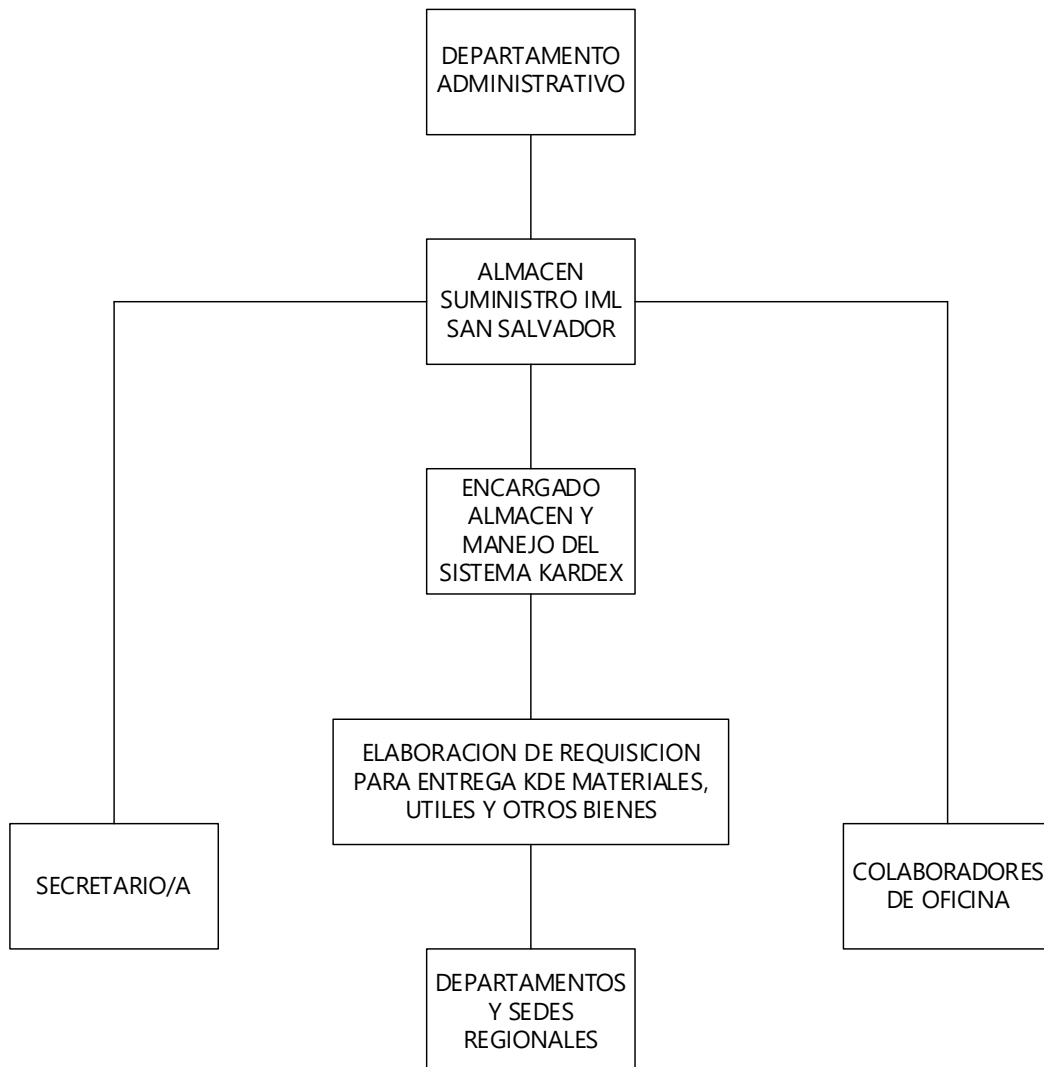 DEPARTAMENTO
ADMINISTRATIVO
ALMACEN
SUMINISTRO IML
SAN SALVADOR
ENCARGADO
ALMACEN Y
MANEJO DEL
SISTEMA KARDEX
ELABORACION DE REQUISICION
PARA ENTREGA KDE MATERIALES,
UTILES Y OTROS BIENES
SECRETARIO/A
COLABORADORES
DE OFICINA
DEPARTAMENTOS
Y SEDES
REGIONALES